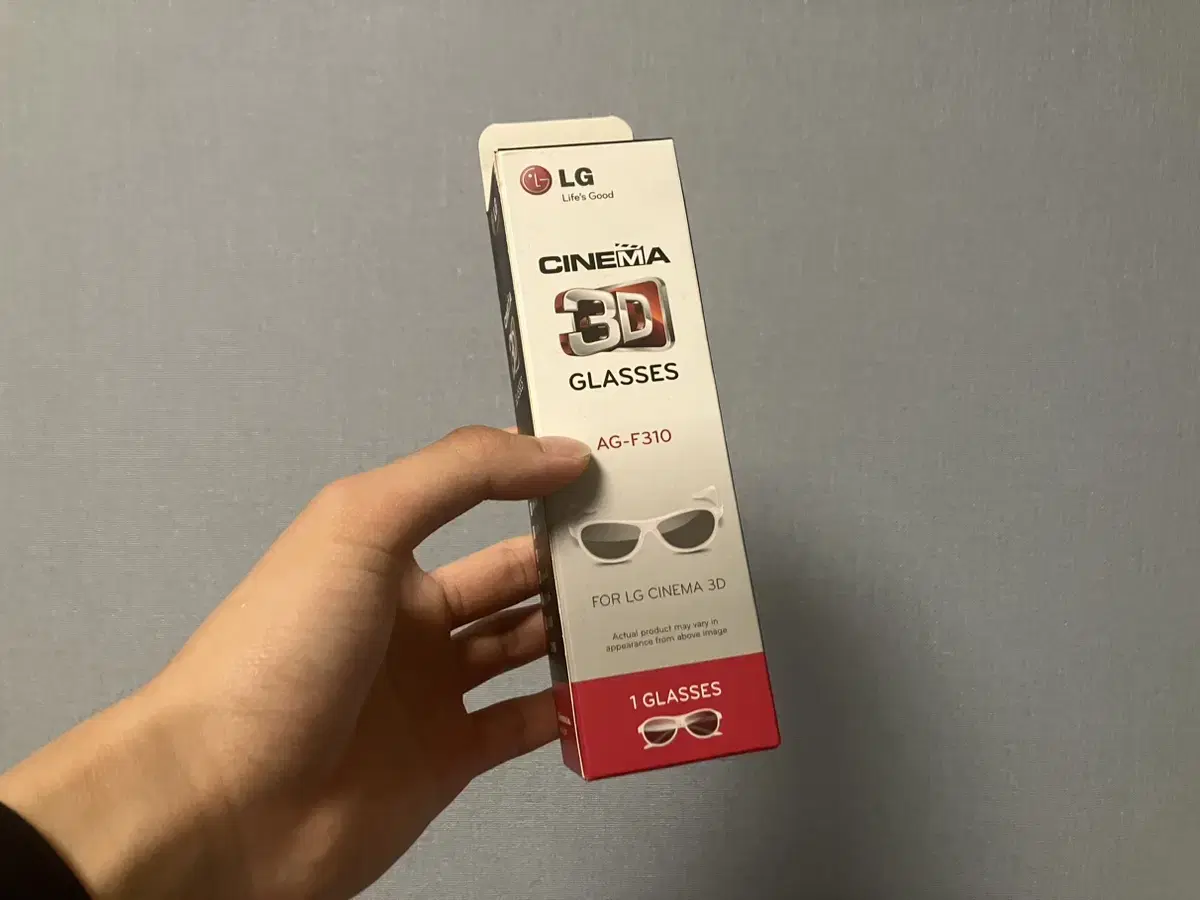 LG
Life's Good
CINEMA
3D
GLASSES
AG-F310
FOR LG CINEMA 3D
Actual product may vary in
appearance from above image
1 GLASSES